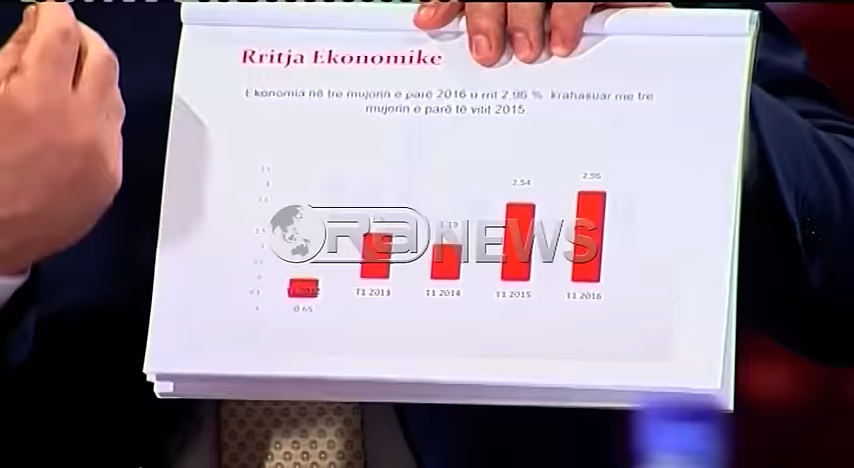 Rritja Ekonomike
Ekonomia në tre mujorin e parë 2016 u rrit 2,96 % krahasuar me tre
mujorin e parë të vitit 2015.
2,54
2,96
ORA NEWS
T1 2013
T1 2014
T1 2015
T1 2016
0.65